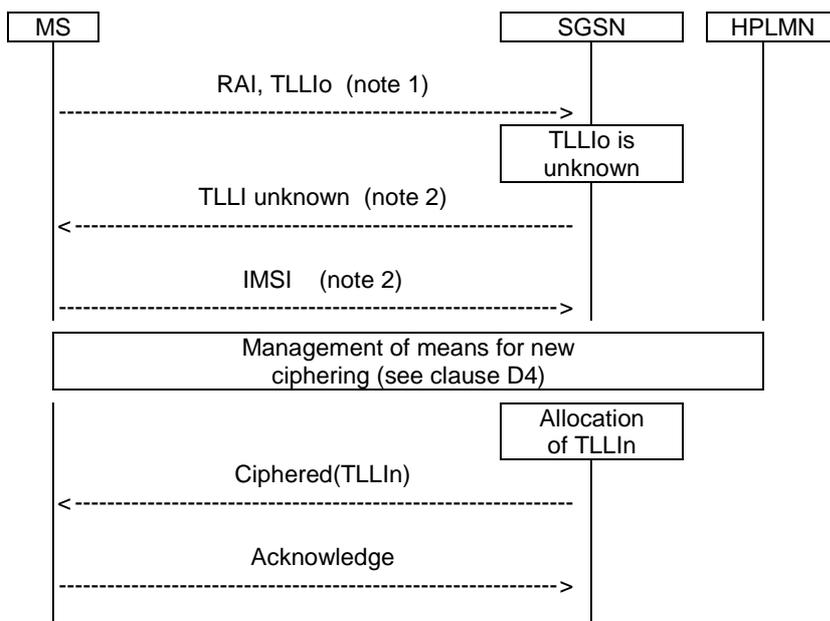 MS SGSN HPLMN
RAI, TLLIo (note 1)
TLLIo is
unknown
TLLI unknown (note 2)
IMSI (note 2)
Management of means for new
ciphering (see clause D4)
Allocation
of TLLIn
Ciphered(TLLIn)
Acknowledge